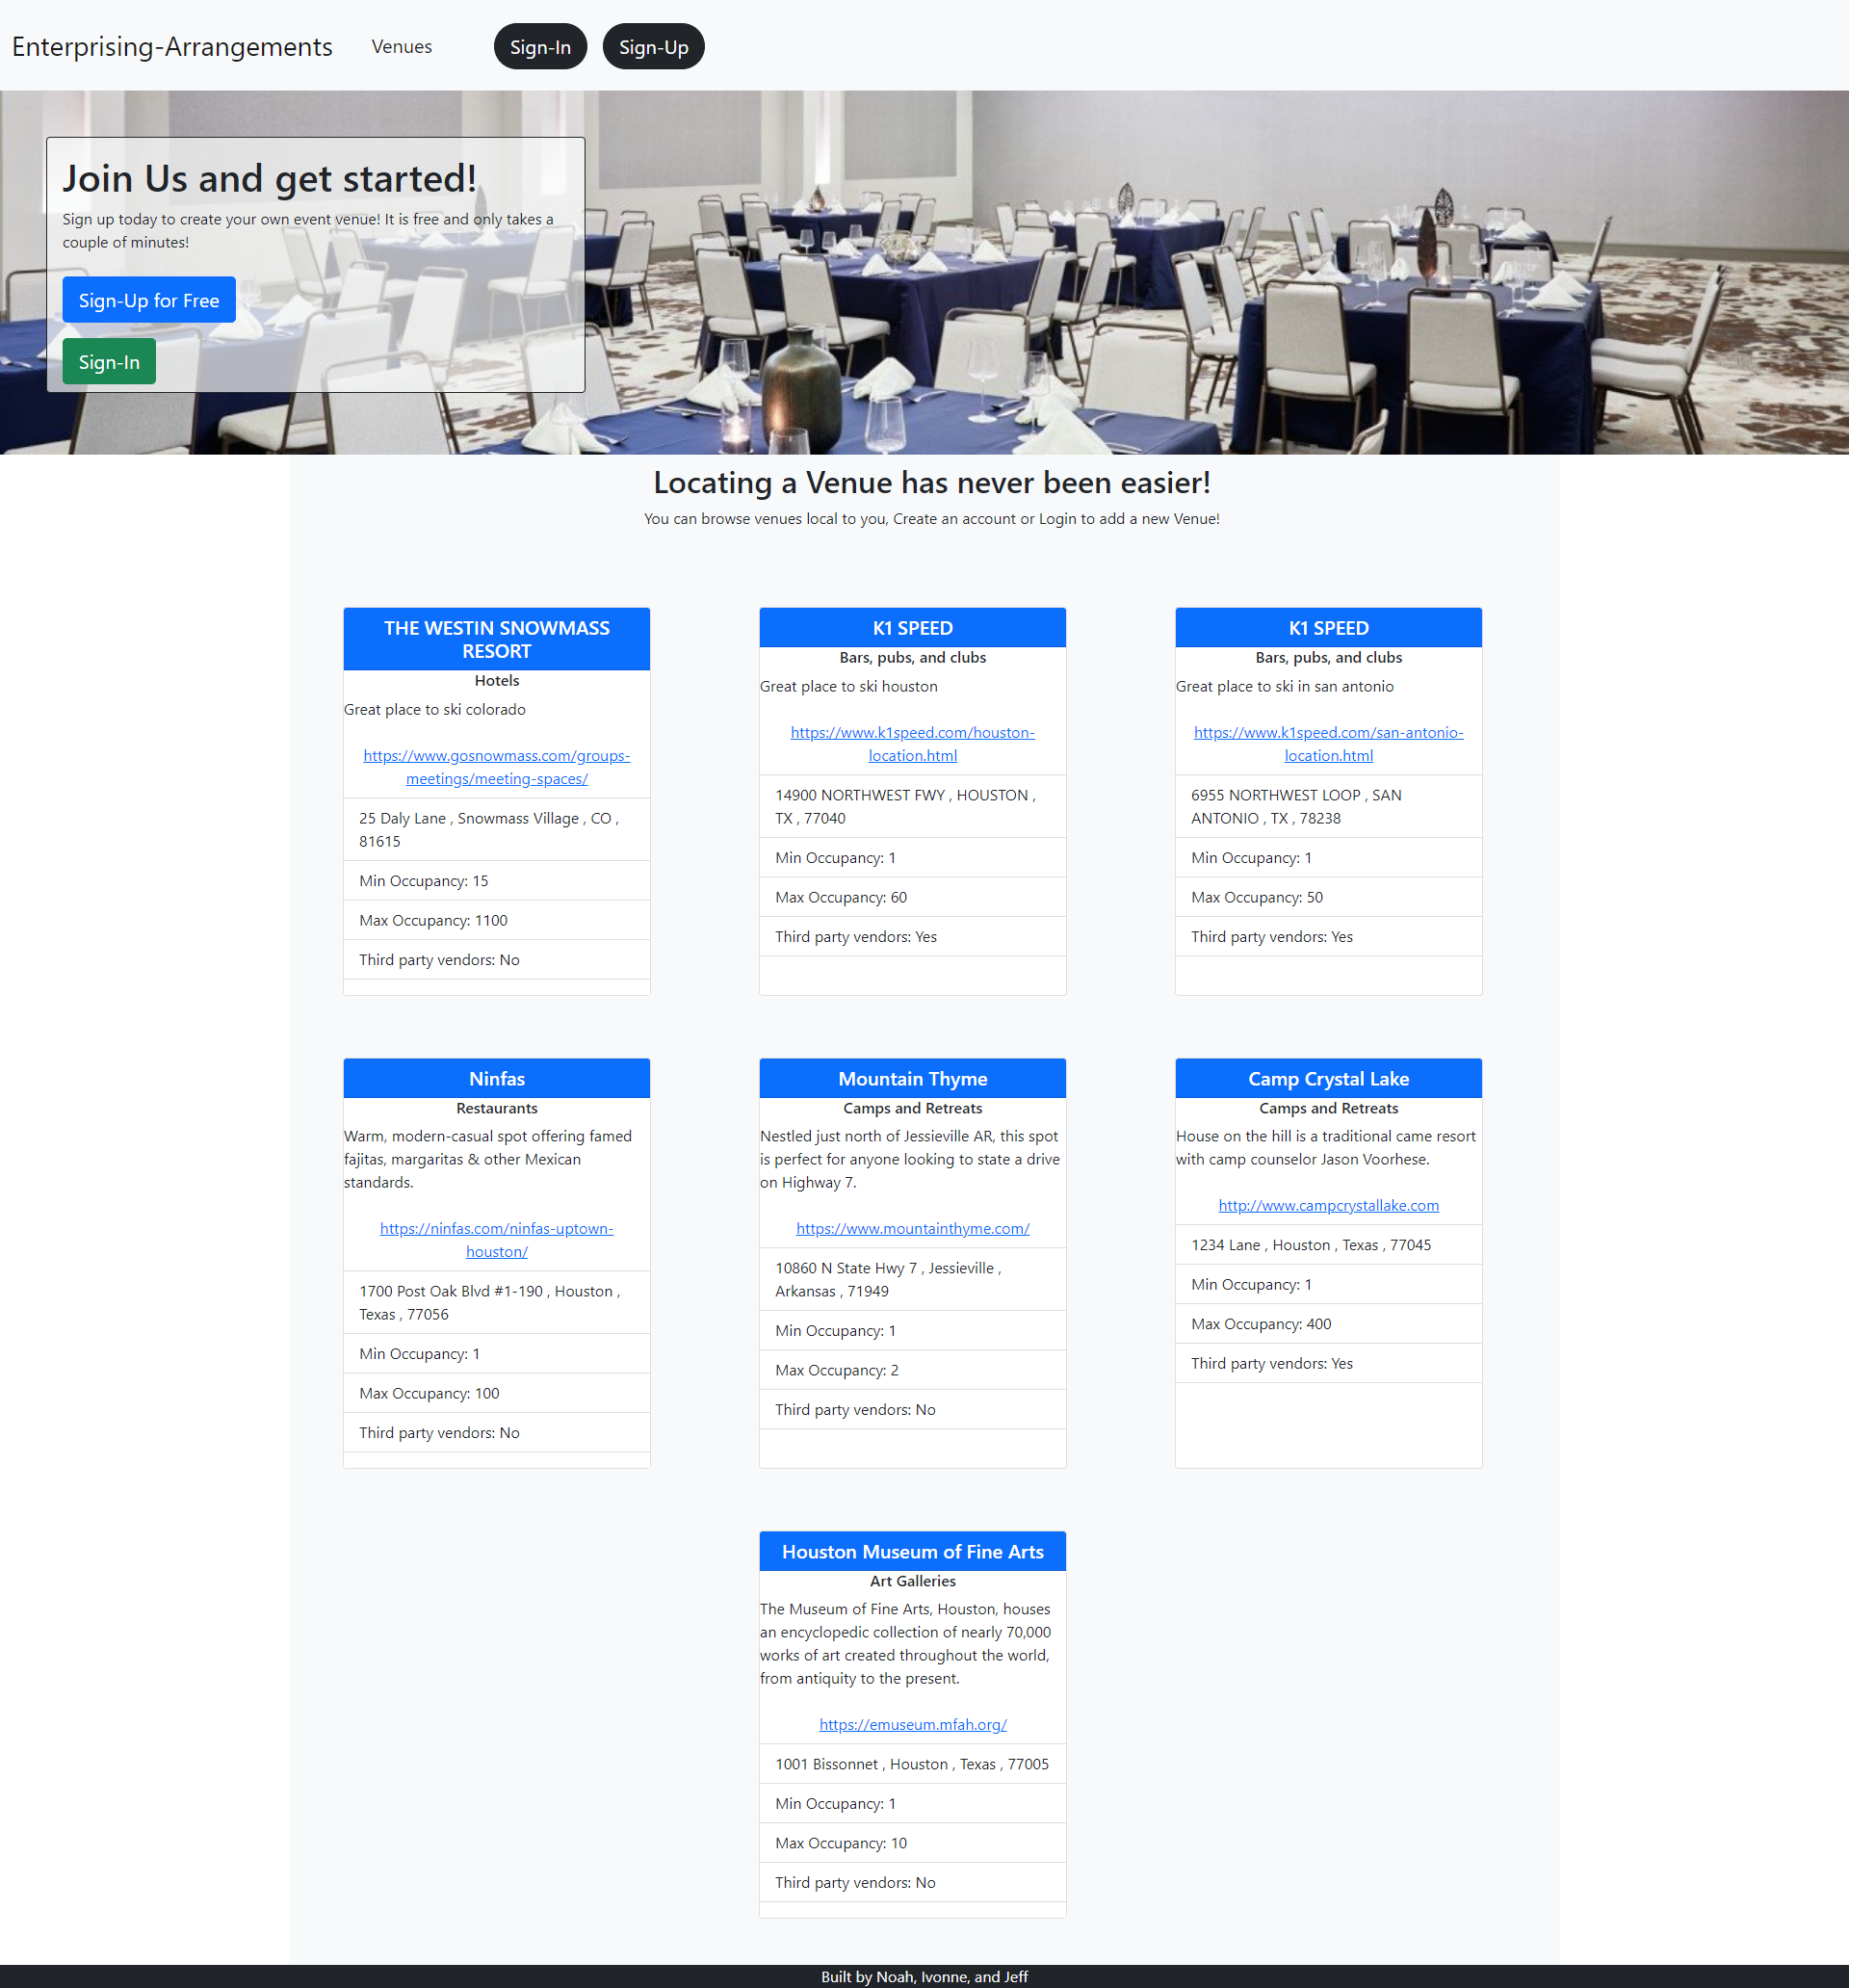 Enterprising-Arrangements Venues Sign-In Sign-Up
Join Us and get started!
Sign up today to create your own event venue! It is free and only takes a
couple of minutes!
Sign-Up for Free
Sign-In
Locating a Venue has never been easier!
You can browse venues local to you, Create an account or Login to add a new Venue!
THE WESTIN SNOWMASS
RESORT
Hotels
Great place to ski colorado
https://www.gosnowmass.com/groups-
meetings/meeting-spaces/
25 Daly Lane , Snowmass Village , CO ,
81615
Min Occupancy: 15
Max Occupancy: 1100
Third party vendors: No
K1 SPEED
Bars, pubs, and clubs
Great place to ski houston
https://www.k1speed.com/houston-
location.html
14900 NORTHWEST FWY , HOUSTON ,
TX , 77040
Min Occupancy: 1
Max Occupancy: 60
Third party vendors: Yes
K1 SPEED
Bars, pubs, and clubs
Great place to ski in san antonio
https://www.k1speed.com/san-antonio-
location.html
6955 NORTHWEST LOOP , SAN
ANTONIO , TX , 78238
Min Occupancy: 1
Max Occupancy: 50
Third party vendors: Yes
Ninfas
Restaurants
Warm, modern-casual spot offering famed
fajitas, margaritas & other Mexican
standards.
https://ninfas.com/ninfas-uptown-
houston/
1700 Post Oak Blvd #1-190 , Houston ,
Texas , 77056
Min Occupancy: 1
Max Occupancy: 100
Third party vendors: No
Mountain Thyme
Camps and Retreats
Nestled just north of Jessieville AR, this spot
is perfect for anyone looking to state a drive
on Highway 7.
https://www.mountainthyme.com/
10860 N State Hwy 7 , Jessieville ,
Arkansas , 71949
Min Occupancy: 1
Max Occupancy: 2
Third party vendors: No
Camp Crystal Lake
Camps and Retreats
House on the hill is a traditional came resort
with camp counselor Jason Voorhese.
http://www.campcrystallake.com
1234 Lane , Houston , Texas , 77045
Min Occupancy: 1
Max Occupancy: 400
Third party vendors: Yes
Houston Museum of Fine Arts
Art Galleries
The Museum of Fine Arts, Houston, houses
an encyclopedic collection of nearly 70,000
works of art created throughout the world,
from antiquity to the present.
https://emuseum.mfah.org/
1001 Bissonnet , Houston , Texas , 77005
Min Occupancy: 1
Max Occupancy: 10
Third party vendors: No
Built by Noah, Ivonne, and Jeff